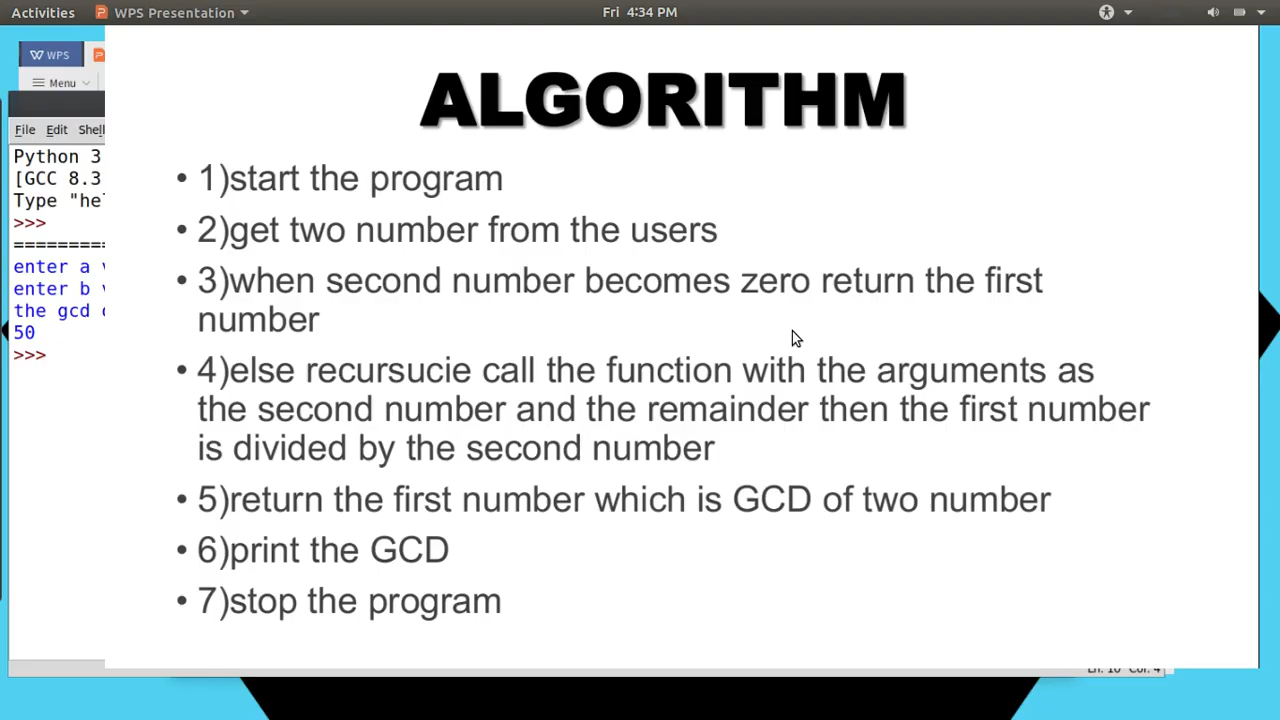 Activities WPS Presentation Fri 4:34 PM
WPS
Menu
File Edit Shell
ALGORITHM
Python 3
[GCC 8.3
Type "he
>>>
enter a
enter b
the gcd
50
>>>
• 1)start the program
• 2)get two number from the users
• 3)when second number becomes zero return the first
number
• 4)else recursucie call the function with the arguments as
the second number and the remainder then the first number
is divided by the second number
• 5)return the first number which is GCD of two number
• 6)print the GCD
• 7)stop the program